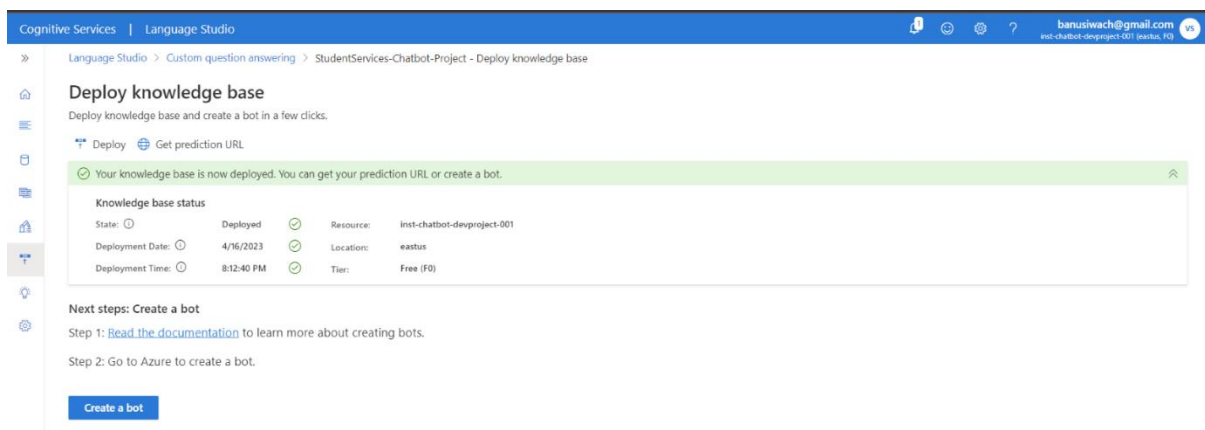 Cognitive Services | Language Studio
1
?
banusiwach@gmail.com
inst-chatbot-devproject-001 (eastus, F0)
VS
Language Studio > Custom question answering > StudentServices-Chatbot-Project - Deploy knowledge base
Deploy knowledge base
Deploy knowledge base and create a bot in a few clicks.
Deploy Get prediction URL
Your knowledge base is now deployed. You can get your prediction URL or create a bot.
Knowledge base status
State: Deployed Resource: inst-chatbot-devproject-001
Deployment Date: 4/16/2023 Location: eastus
Deployment Time: 8:12:40 PM Tier: Free (F0)
Next steps: Create a bot
Step 1: Read the documentation to learn more about creating bots.
Step 2: Go to Azure to create a bot.
Create a bot